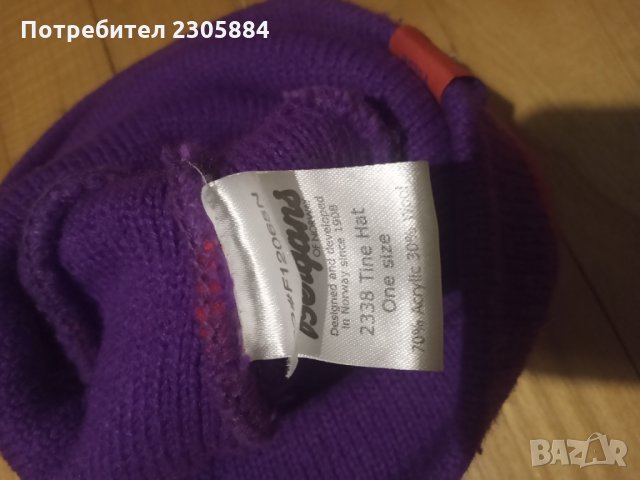 Потребител 2305884
Bergans
OF NORWAY
Designed and developed
In Norway since 1908
2338 Tine Hat
One size
70% Acrylic 30% Wool
BAZAR